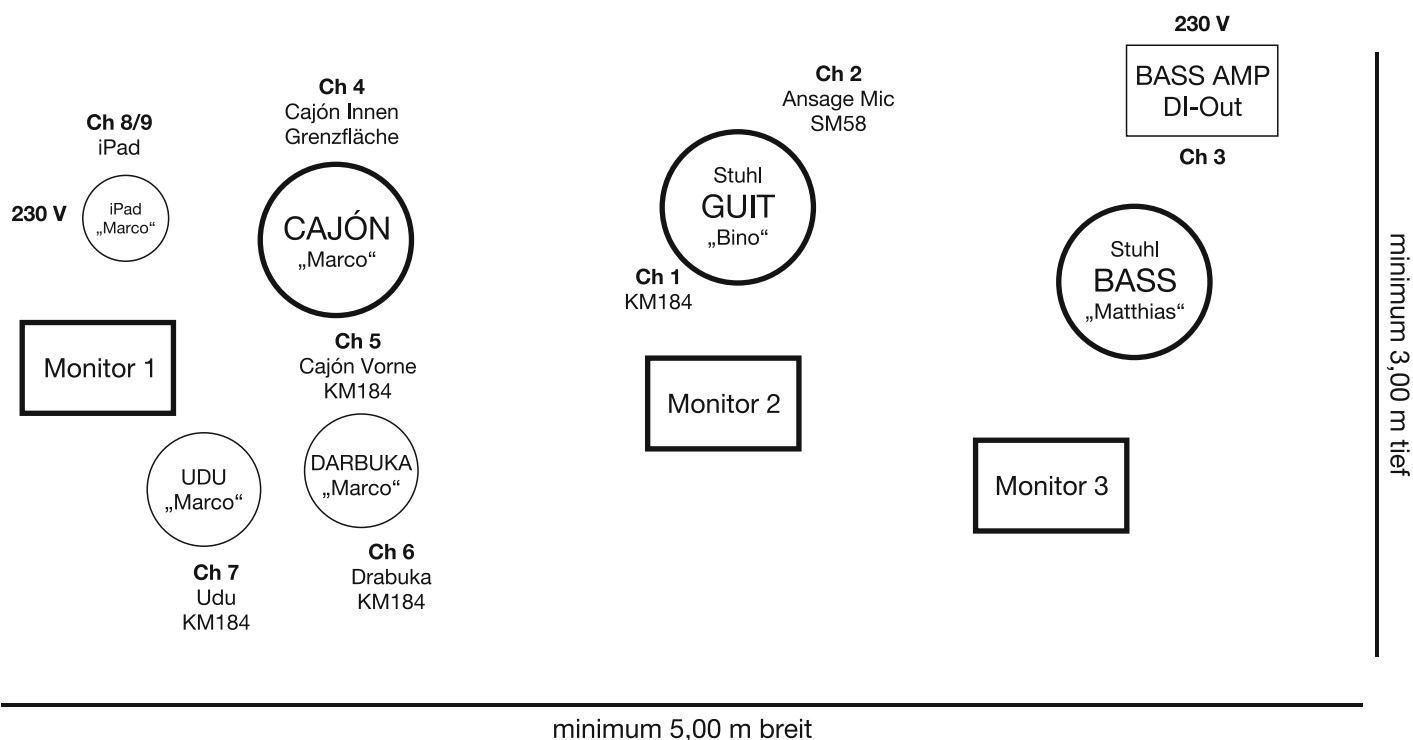 230 V
BASS AMP
DI-Out
Ch 3
Ch 2
Ansage Mic
SM58
Ch 4
Cajón Innen
Grenzfläche
Ch 8/9
iPad
230 V
iPad
„Marco“
CAJÓN
„Marco“
Stuhl
GUIT
„Bino“
Ch 1
KM184
Stuhl
BASS
„Matthias“
Monitor 1
Ch 5
Cajón Vorne
KM184
Monitor 2
Monitor 3
UDU
„Marco“
DARBUKA
„Marco“
Ch 7
Udu
KM184
Ch 6
Drabuka
KM184
minimum 3,00 m tief
minimum 5,00 m breit